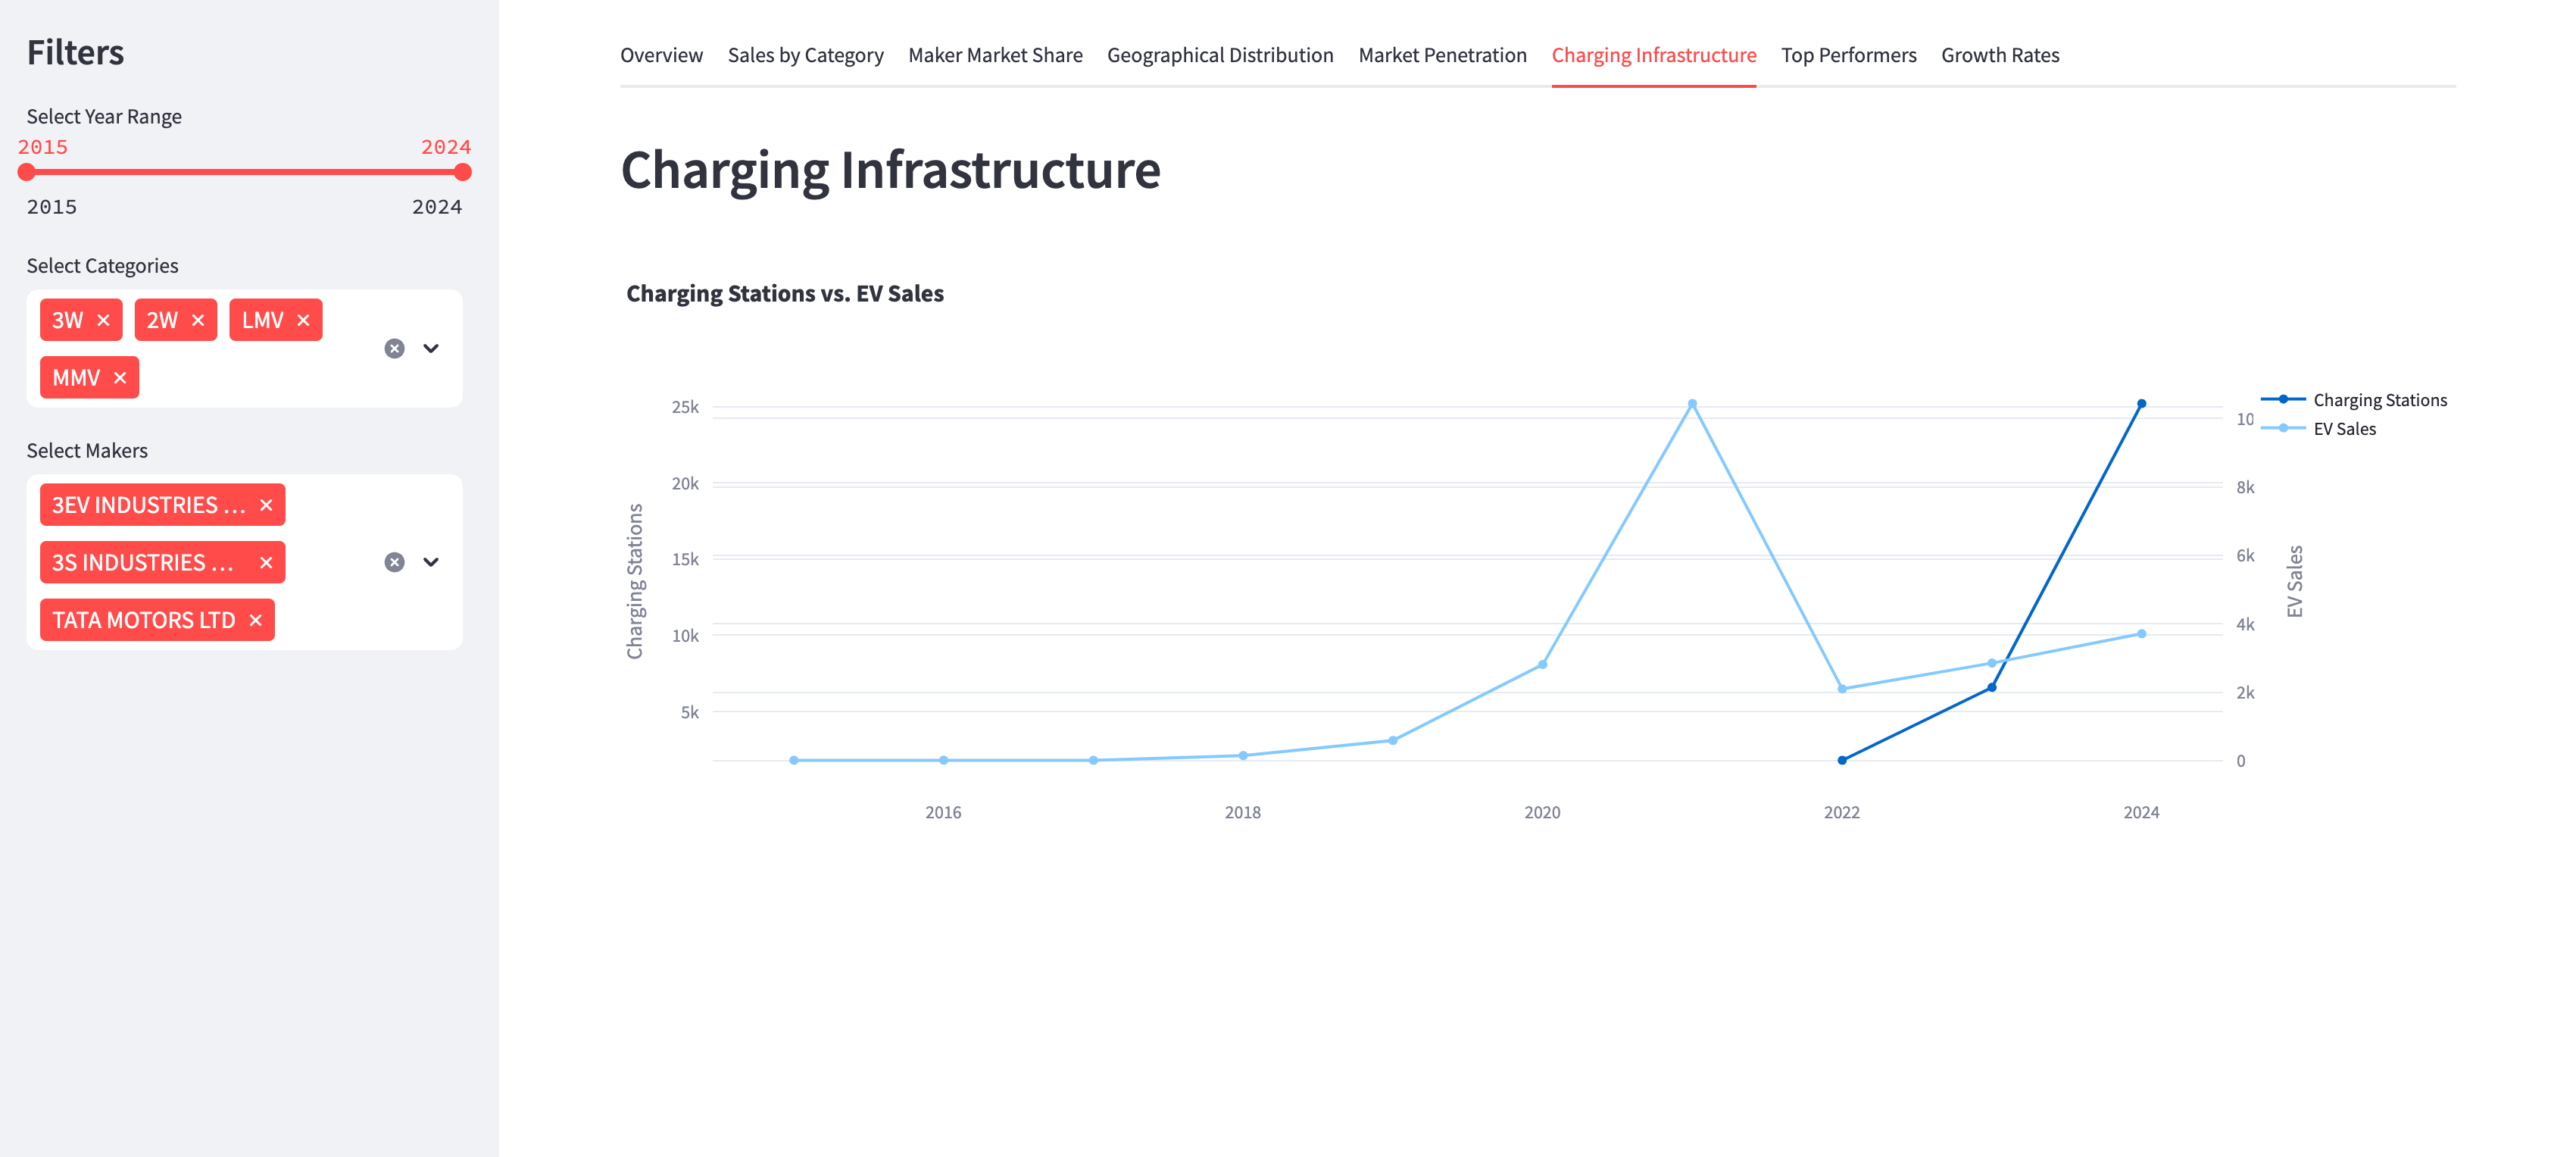 Filters
Select Year Range
2015 2024
2015 2024
Select Categories
3W 2W LMV
MMV
Select Makers
3EV INDUSTRIES ...
3S INDUSTRIES ...
TATA MOTORS LTD
Overview Sales by Category Maker Market Share Geographical Distribution Market Penetration Charging Infrastructure Top Performers Growth Rates
Charging Infrastructure
Charging Stations vs. EV Sales
Charging Stations
25k
20k
15k
10k
5k
2016 2018 2020 2022 2024
10
8k
6k
4k
2k
0
EV Sales
Charging Stations
EV Sales